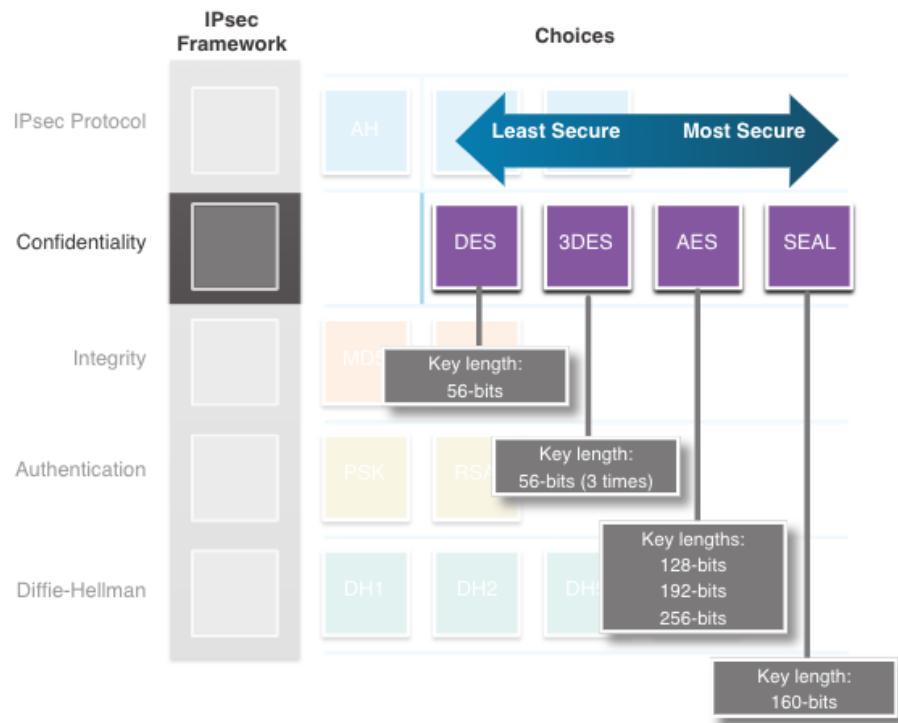 IPsec
Framework
Choices
IPsec Protocol
AH
Least Secure
Most Secure
Confidentiality
DES
3DES
AES
SEAL
Integrity
Key length:
56-bits
Authentication
PSK
Key length:
56-bits (3 times)
Diffie-Hellman
DH1
DH2
Key lengths:
128-bits
192-bits
256-bits
Key length:
160-bits